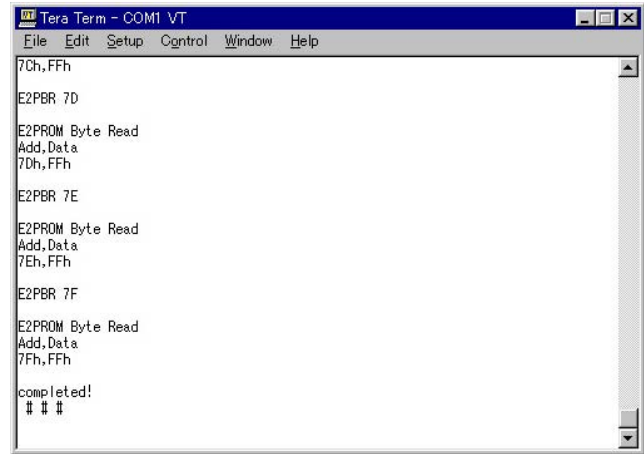 Tera Term - COM1 VT
File Edit Setup Control Window Help
7Ch,FFh
E2PBR 7D
E2PROM Byte Read
Add,Data
7Dh,FFh
E2PBR 7E
E2PROM Byte Read
Add,Data
7Eh,FFh
E2PBR 7F
E2PROM Byte Read
Add,Data
7Fh,FFh
completed!
# # #